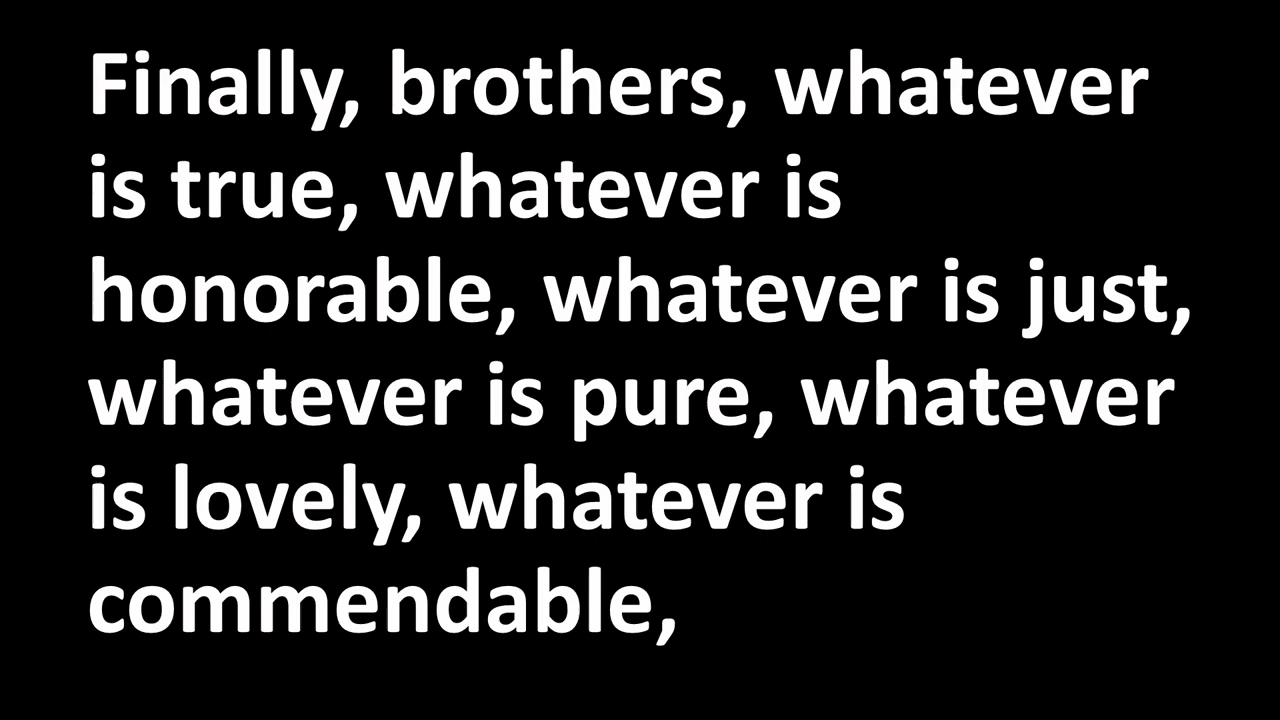 Finally, brothers, whatever
is true, whatever is
honorable, whatever is just,
whatever is pure, whatever
is lovely, whatever is
commendable,